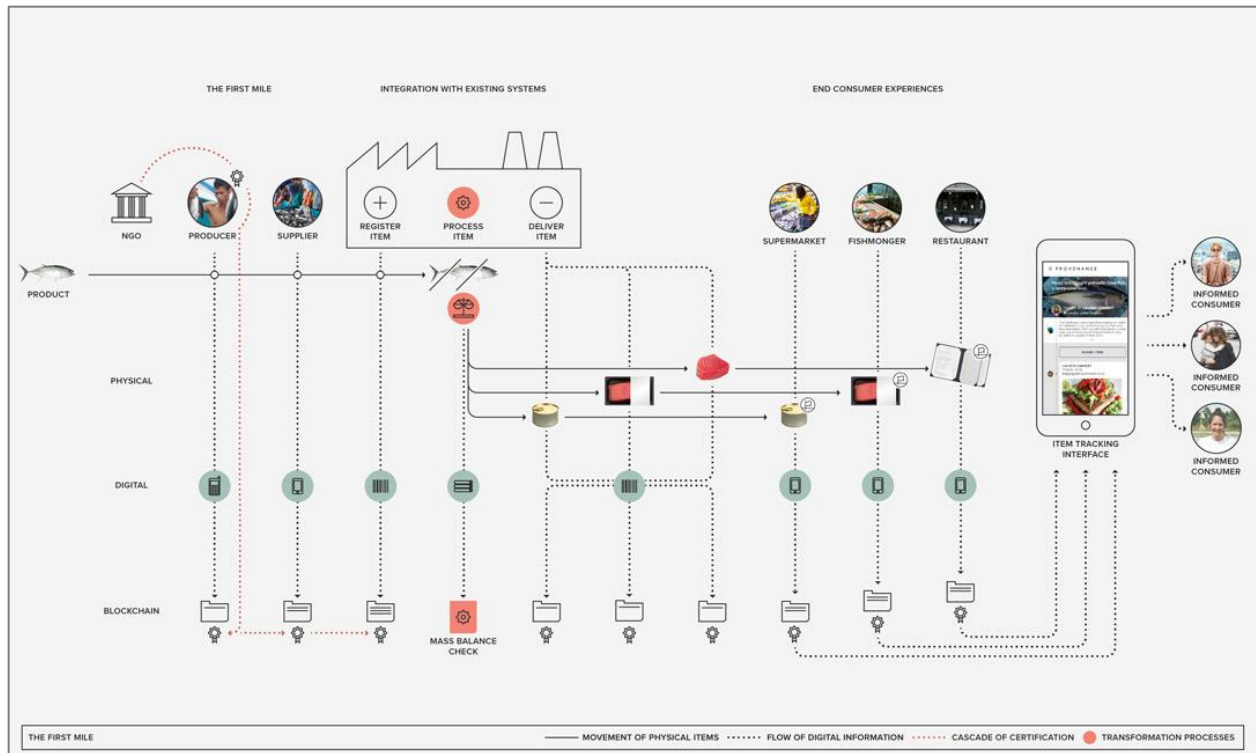 THE FIRST MILE
INTEGRATION WITH EXISTING SYSTEMS
END CONSUMER EXPERIENCES
NGO
PRODUCER
SUPPLIER
REGISTER
ITEM
PROCESS
ITEM
DELIVER
ITEM
SUPERMARKET
FISHMONGER
RESTAURANT
PRODUCT
PROVENANCE
INFORMED
CONSUMER
INFORMED
CONSUMER
INFORMED
CONSUMER
ITEM TRACKING
INTERFACE
PHYSICAL
DIGITAL
BLOCKCHAIN
MASS BALANCE
CHECK
THE FIRST MILE
MOVEMENT OF PHYSICAL ITEMS
FLOW OF DIGITAL INFORMATION
CASCADE OF CERTIFICATION
TRANSFORMATION PROCESSES